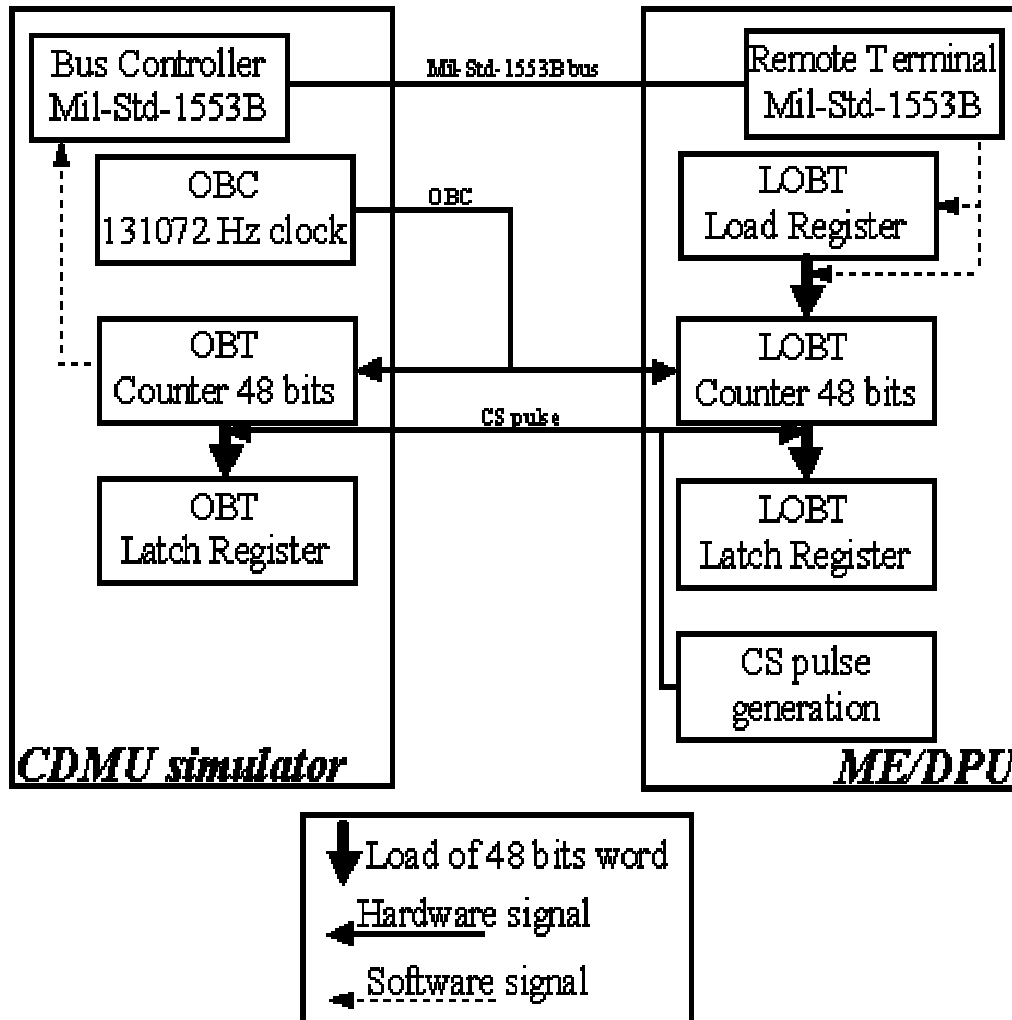 Bus Controller
Mil-Std-1553B
Mil-Std-1553B bus
Remote Terminal
Mil-Std-1553B
OBC
131072 Hz clock
OBC
LOBT
Load Register
OBT
Counter 48 bits
LOBT
Counter 48 bits
CS pulse
OBT
Latch Register
LOBT
Latch Register
CS pulse
generation
CDMU simulator
ME/DPU
Load of 48 bits word
Hardware signal
Software signal